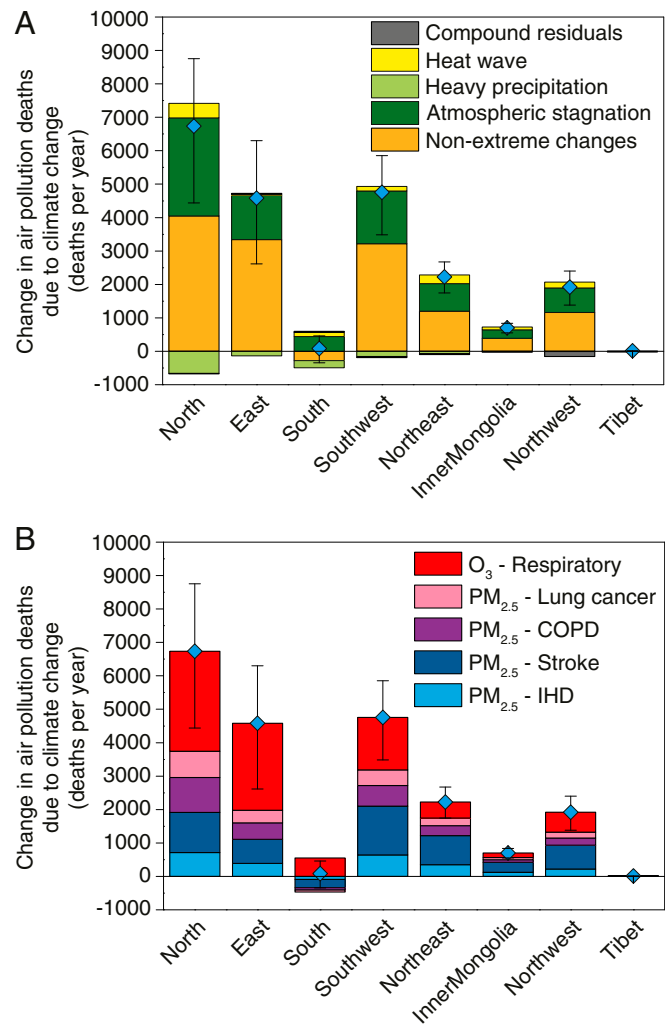 A
10000
9000
8000
7000
6000
5000
4000
3000
2000
1000
0
-1000
Change in air pollution deaths
due to climate change
(deaths per year)
Compound residuals
Heat wave
Heavy precipitation
Atmospheric stagnation
Non-extreme changes
North
East
South
Southwest
Northeast
InnerMongolia
Northwest
Tibet
B
10000
9000
8000
7000
6000
5000
4000
3000
2000
1000
0
-1000
Change in air pollution deaths
due to climate change
(deaths per year)
O3 - Respiratory
PM2.5 - Lung cancer
PM2.5 - COPD
PM2.5 - Stroke
PM2.5 - IHD
North
East
South
Southwest
Northeast
InnerMongolia
Northwest
Tibet